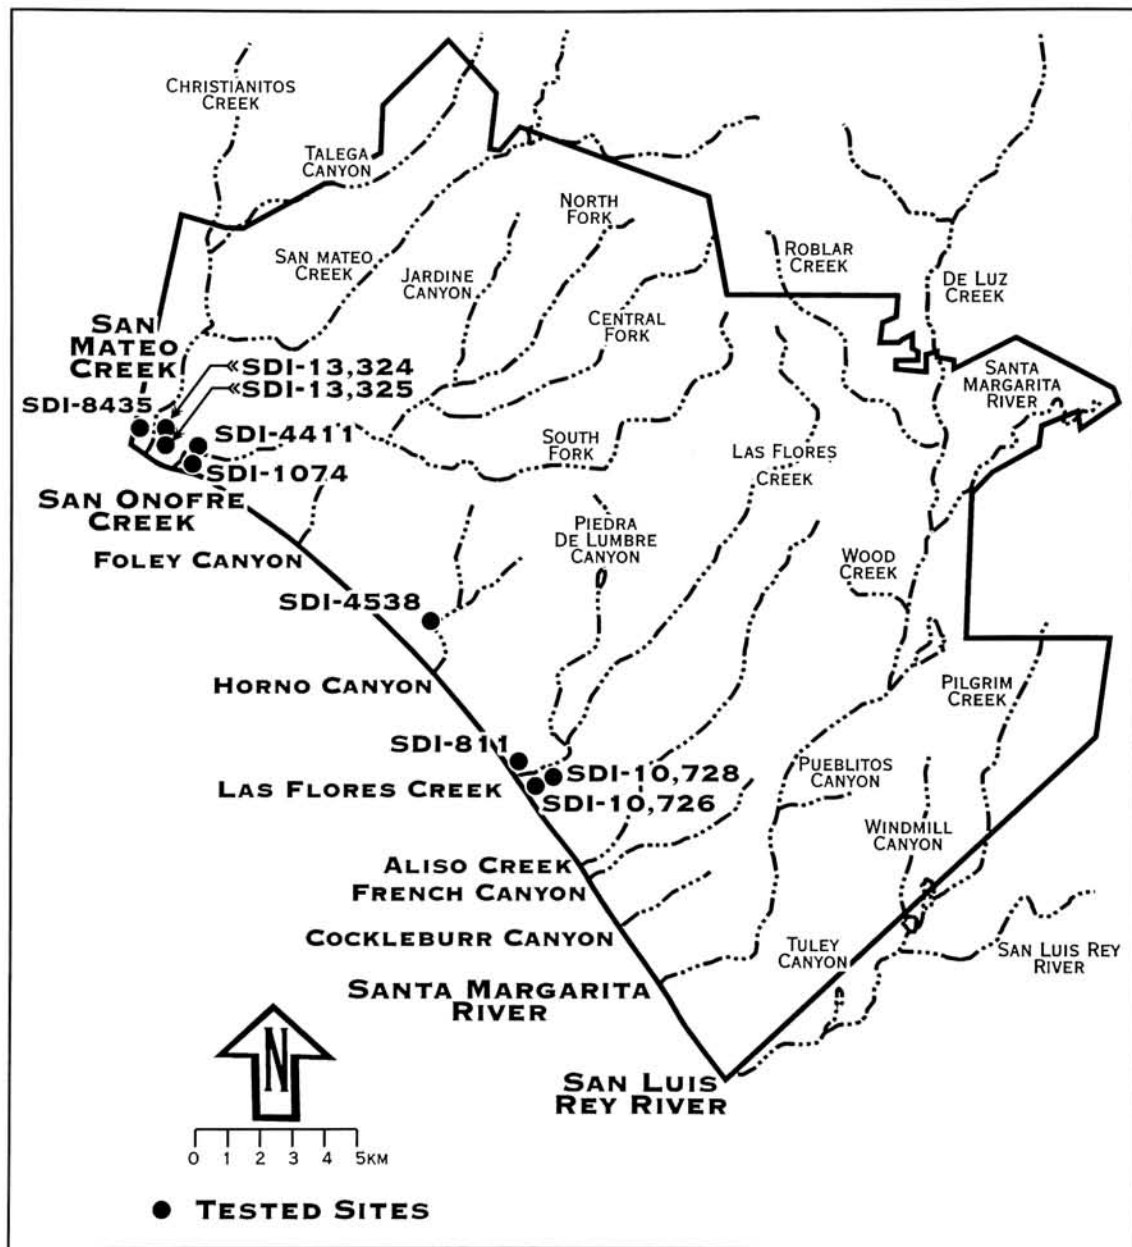 CHRISTIANITOS
CREEK
TALEGA
CANYON
NORTH
FORK
SAN MATEO
CREEK
JARDINE
CANYON
ROBLAR
CREEK
DE LUZ
CREEK
CENTRAL
FORK
SAN
MATEO
CREEK
«SDI-13,324
«SDI-13,325
SDI-8435
SANTA
MARGARITA
RIVER
SDI-4411
SDI-1074
SOUTH
FORK
LAS FLORES
CREEK
SAN ONOFRE
CREEK
FOLEY CANYON
PIEDRA
DE LUMBRE
CANYON
WOOD
CREEK
SDI-4538
HORNO CANYON
PILGRIM
CREEK
SDI-811
SDI-10,728
SDI-10,726
LAS FLORES CREEK
PUEBLITOS
CANYON
WINDMILL
CANYON
ALISO CREEK
FRENCH CANYON
COCKLEBURR CANYON
TULEY
CANYON
SAN LUIS REY
RIVER
SANTA MARGARITA
RIVER
N
SAN LUIS
REY RIVER
0 1 2 3 4 5KM
TESTED SITES